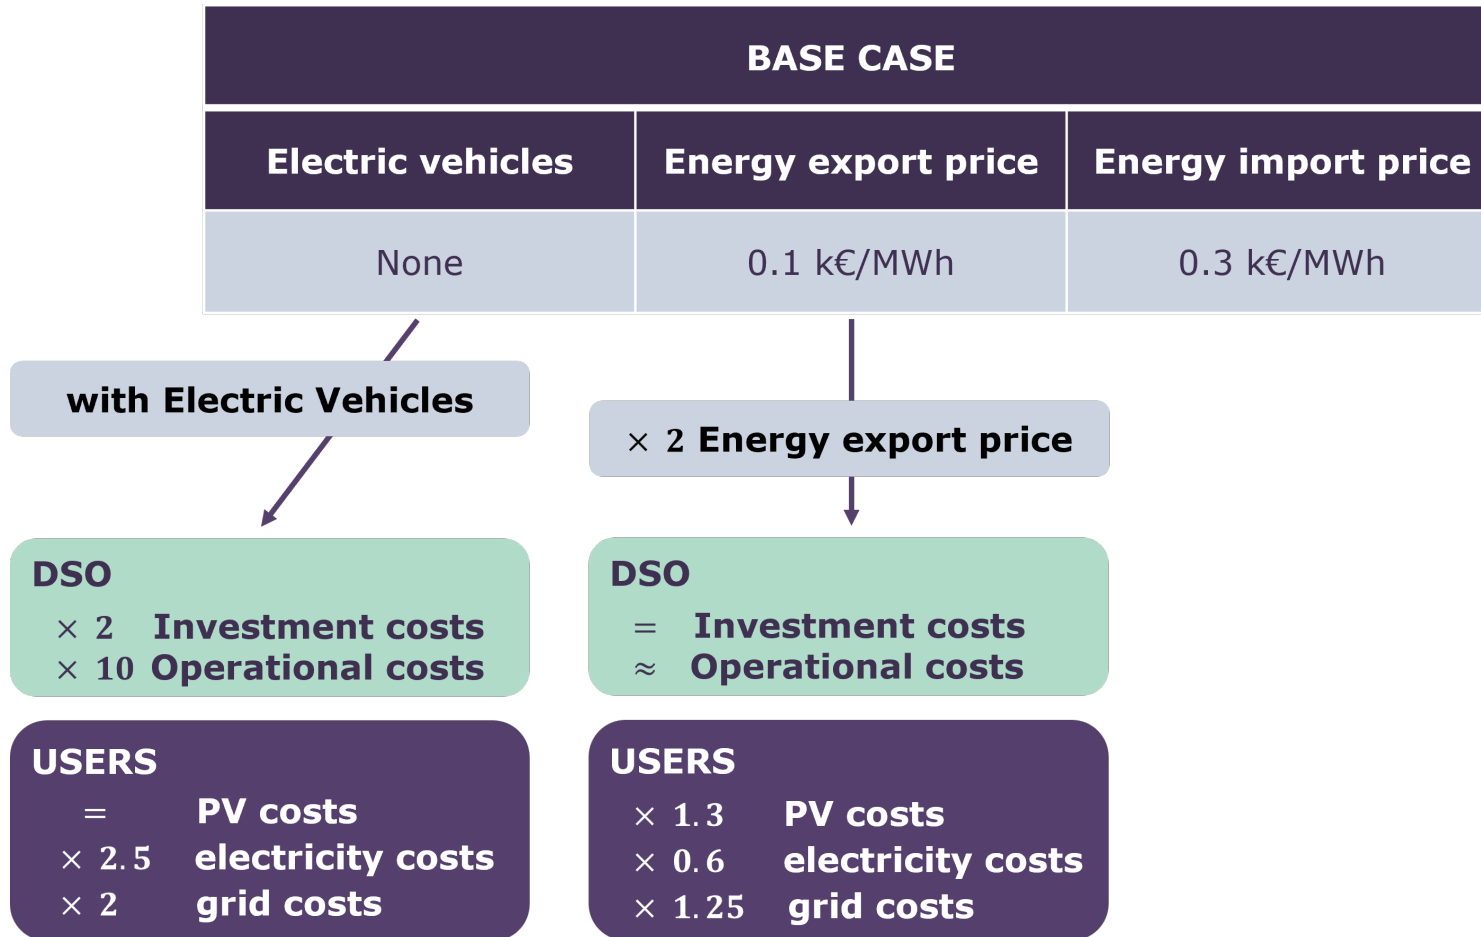 BASE CASE
Electric vehicles Energy export price Energy import price
None 0.1 k€/MWh 0.3 k€/MWh
with Electric Vehicles
× 2 Energy export price
DSO
× 2 Investment costs
× 10 Operational costs
DSO
= Investment costs
≈ Operational costs
USERS
= PV costs
× 2.5 electricity costs
× 2 grid costs
USERS
× 1.3 PV costs
× 0.6 electricity costs
× 1.25 grid costs